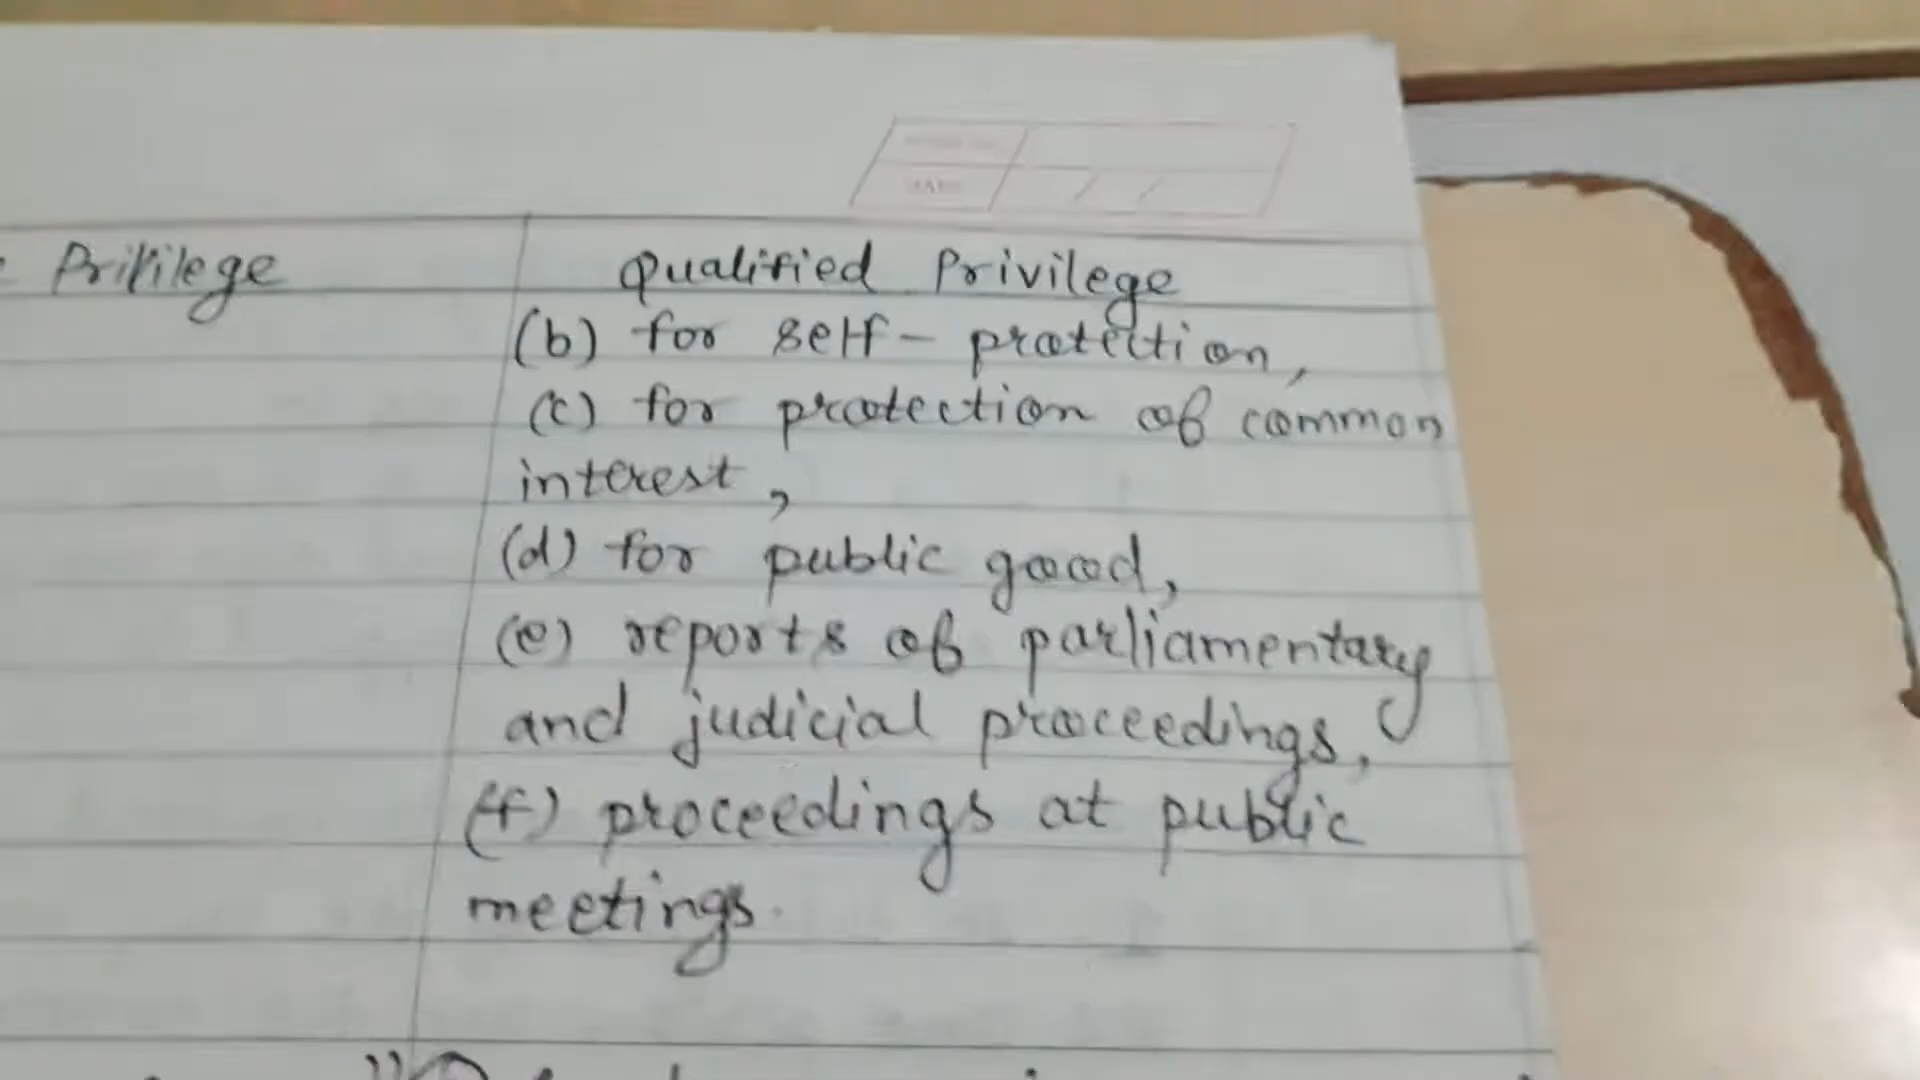 Privilege
Qualified Privilege
(b) for self- protection,
(c) for protection of common
interest,
(d) for public good,
(e) reports of parliamentary
and judicial proceedings,
(f) proceedings at public
meetings.
DATE / /